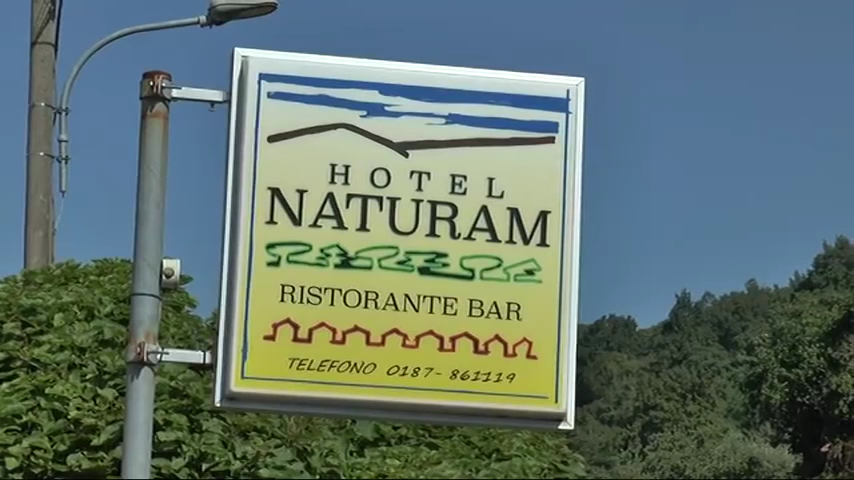 HOTEL
NATURAM
RISTORANTE BAR
TELEFONO 0187-861119